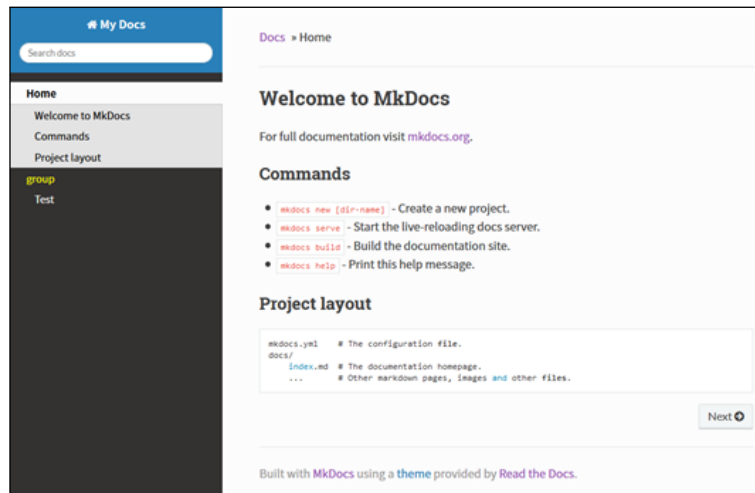 My Docs
Search docs
Home
Welcome to MkDocs
Commands
Project layout
group
Test
Docs » Home
Welcome to MkDocs
For full documentation visit mkdocs.org.
Commands
mkdocs new [dir-name] - Create a new project.
mkdocs serve - Start the live-reloading docs server.
mkdocs build - Build the documentation site.
mkdocs help - Print this help message.
Project layout
mkdocs.yml    # The configuration file.
docs/
    index.md  # The documentation homepage.
    ...       # Other markdown pages, images and other files.
Next
Built with MkDocs using a theme provided by Read the Docs.